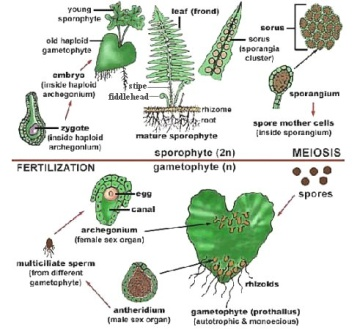 young
sporophyte
leaf (frond)
sorus
old haploid
gametophyte
sorus
(sporangia
cluster)
embryo
(inside haploid
archegonium)
stipe
fiddlehead
sporangium
rhizome
root
zygote
(inside haploid
archegonium)
mature sporophyte
spore mother cells
(inside sporangium)
sporophyte (2n)
MEIOSIS
FERTILIZATION
gametophyte (n)
egg
canal
spores
archegonium
(female sex organ)
multiciliate sperm
(from different
gametophyte)
rhizoids
antheridium
(male sex organ)
gametophyte (prothallus)
(autotrophic & monoecious)